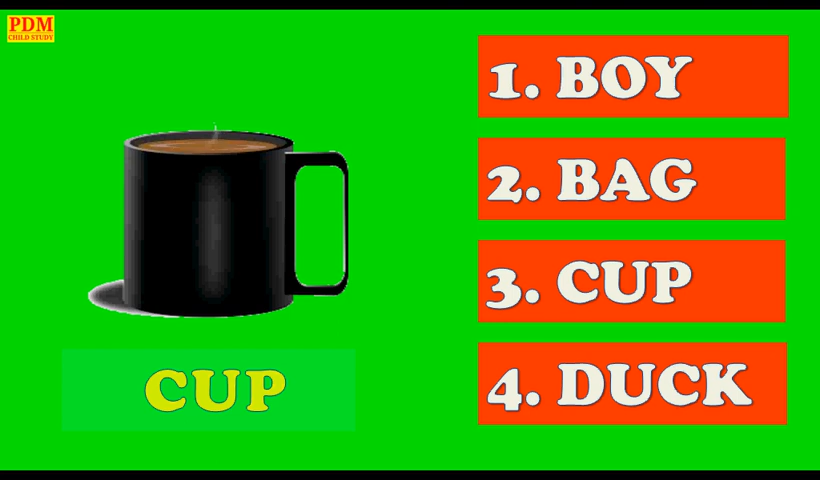 PDM
CHILD STUDY
1. BOY
2. BAG
3. CUP
4. DUCK
CUP